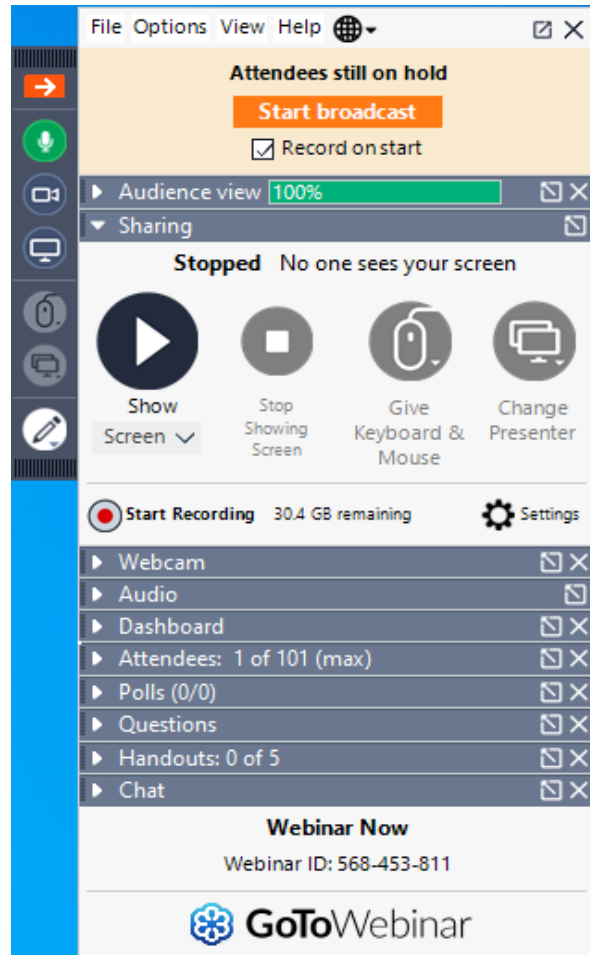 File Options View Help
Attendees still on hold
Start broadcast
Record on start
Audience view 100%
Sharing
Stopped No one sees your screen
Show
Screen
Stop
Showing
Screen
Give
Keyboard &
Mouse
Change
Presenter
Start Recording 30.4 GB remaining Settings
Webcam
Audio
Dashboard
Attendees: 1 of 101 (max)
Polls (0/0)
Questions
Handouts: 0 of 5
Chat
Webinar Now
Webinar ID: 568-453-811
GoToWebinar